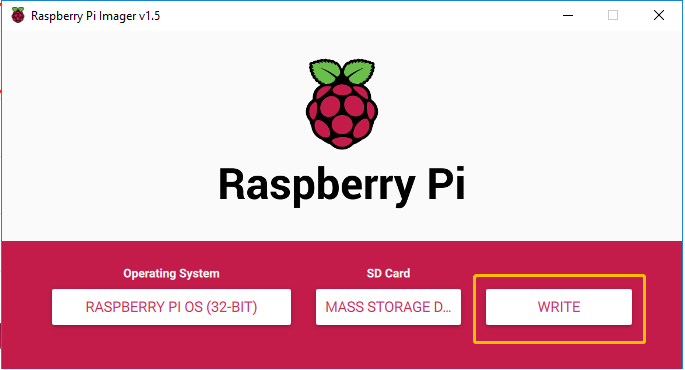 Raspberry Pi Imager v1.5
Raspberry Pi
Operating System
SD Card
RASPBERRY PI OS (32-BIT)
MASS STORAGE D...
WRITE